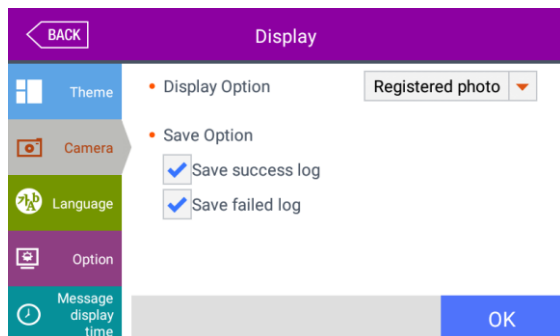 BACK
Display
Theme
Camera
Language
Option
Message
display
time
• Display Option
Registered photo
• Save Option
Save success log
Save failed log
OK